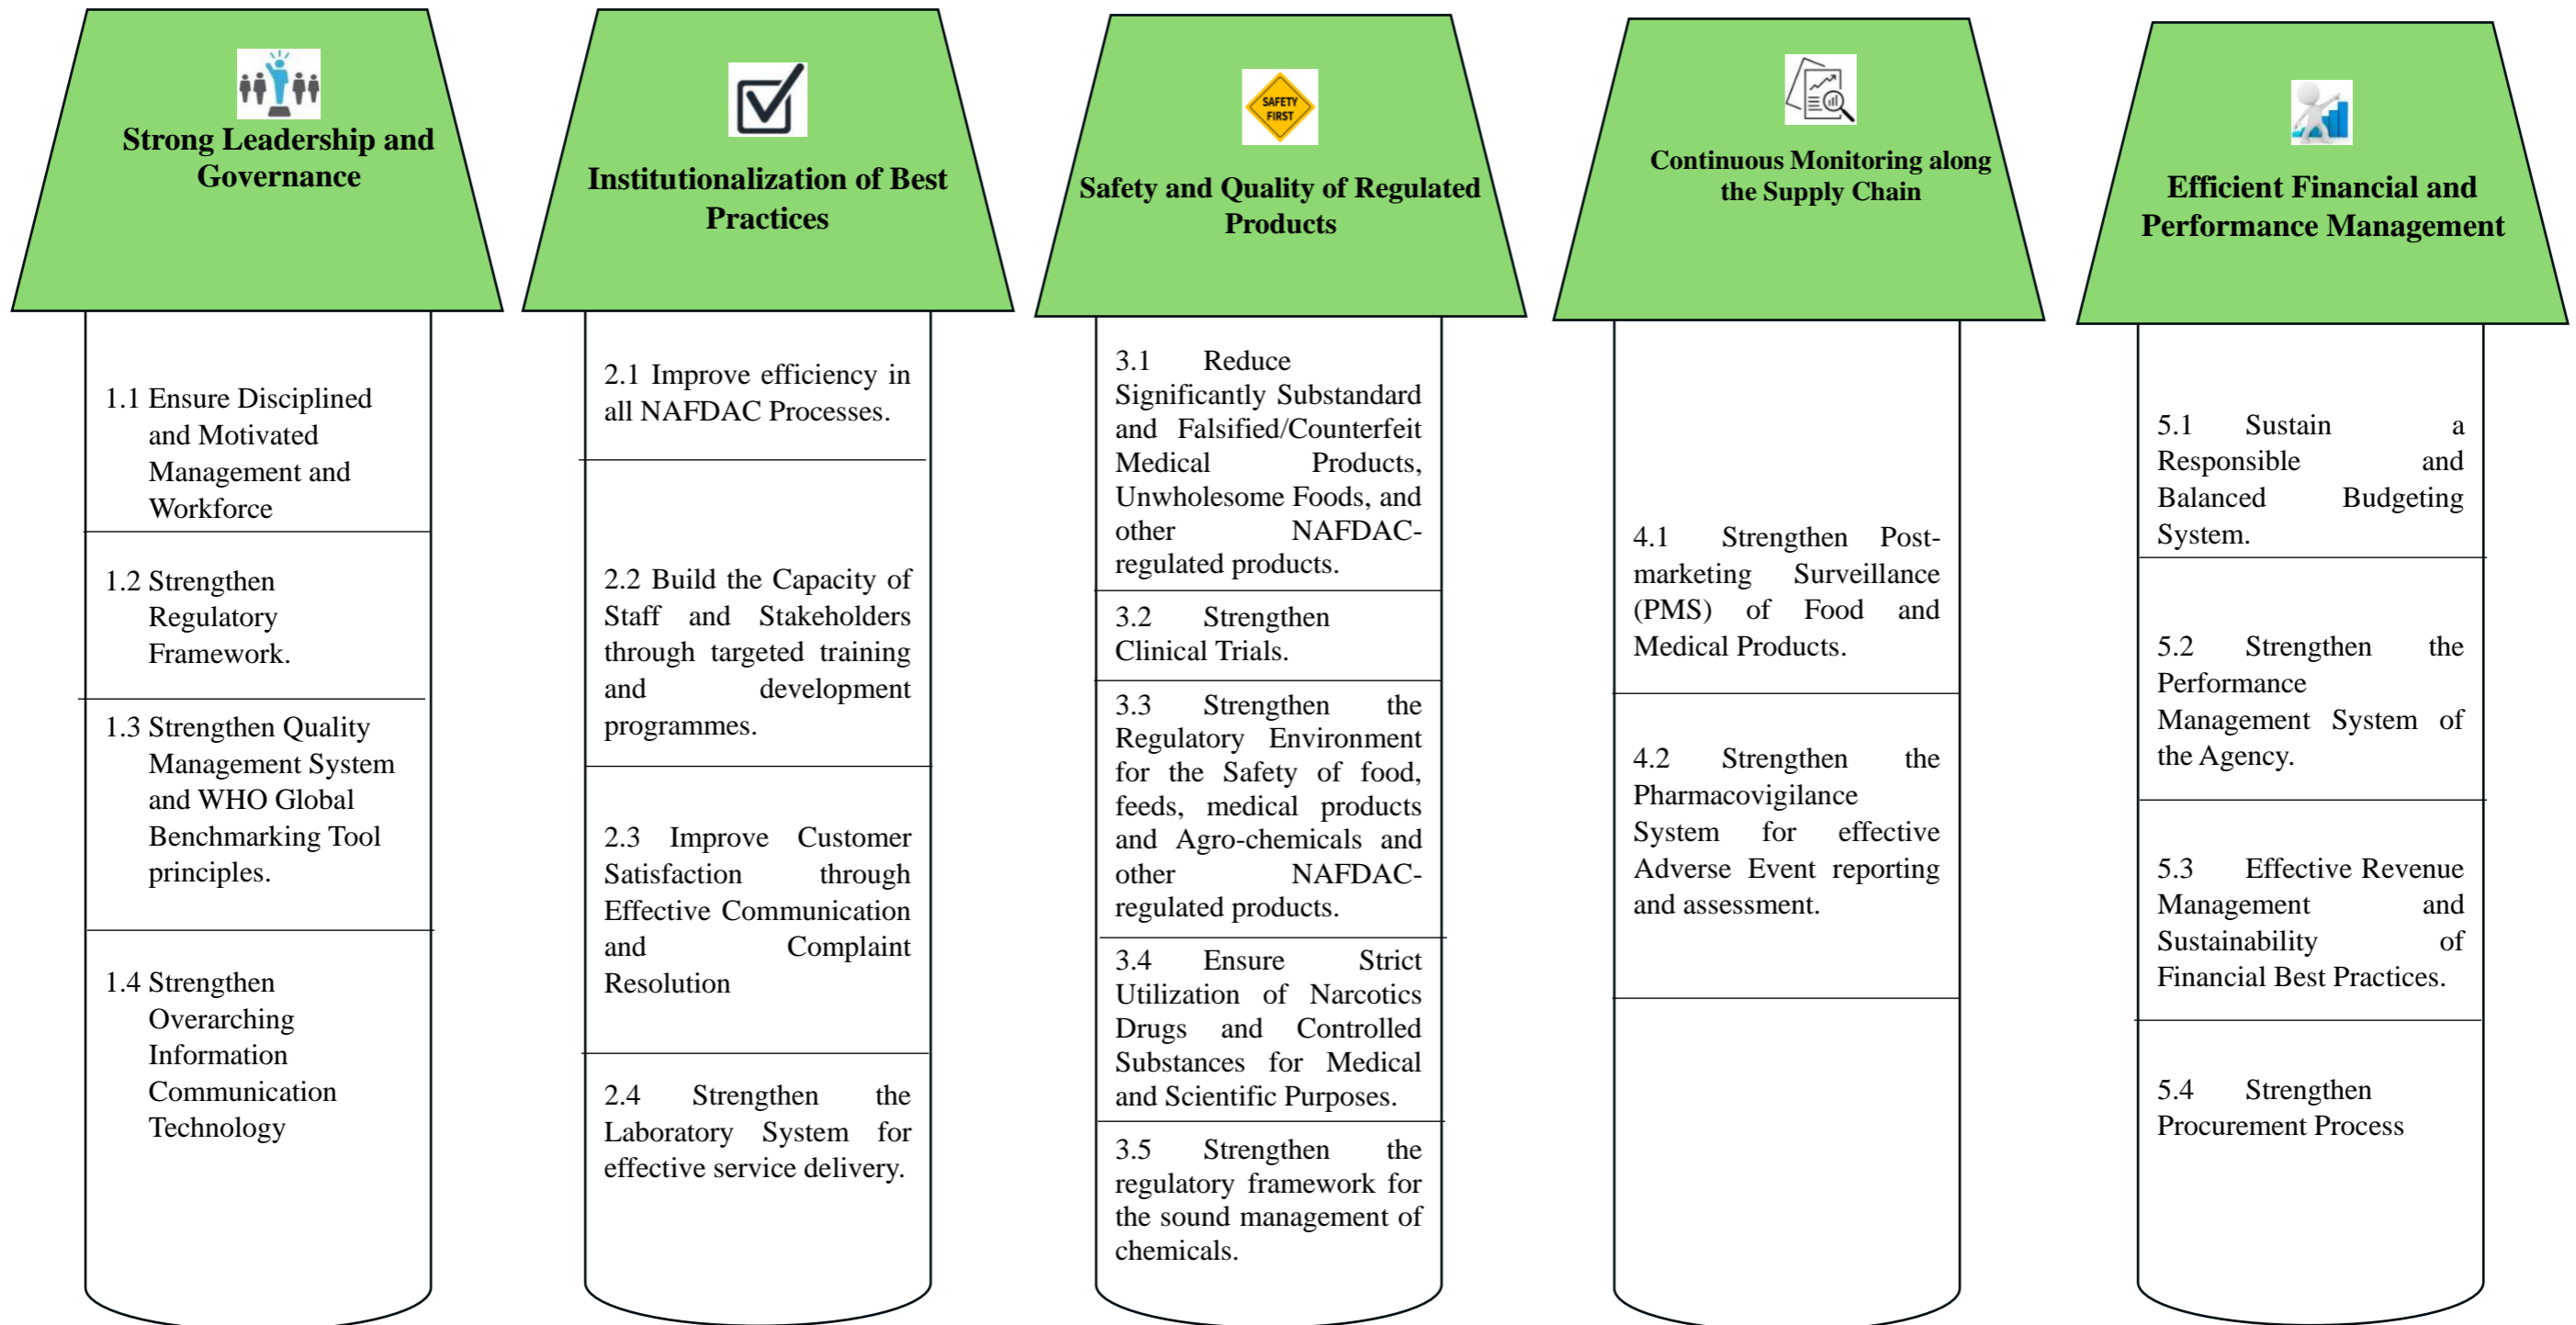 Strong Leadership and
Governance
1.1 Ensure Disciplined
and Motivated
Management and
Workforce
1.2 Strengthen
Regulatory
Framework.
1.3 Strengthen Quality
Management System
and WHO Global
Benchmarking Tool
principles.
1.4 Strengthen
Overarching
Information
Communication
Technology
Institutionalization of Best
Practices
2.1 Improve efficiency in
all NAFDAC Processes.
2.2 Build the Capacity of
Staff and Stakeholders
through targeted training
and development
programmes.
2.3 Improve Customer
Satisfaction through
Effective Communication
and Complaint
Resolution
2.4 Strengthen the
Laboratory System for
effective service delivery.
SAFETY
FIRST
Safety and Quality of Regulated
Products
3.1 Reduce
Significantly Substandard
and Falsified/Counterfeit
Medical Products,
Unwholesome Foods, and
other NAFDAC-
regulated products.
3.2 Strengthen
Clinical Trials.
3.3 Strengthen the
Regulatory Environment
for the Safety of food,
feeds, medical products
and Agro-chemicals and
other NAFDAC-
regulated products.
3.4 Ensure Strict
Utilization of Narcotics
Drugs and Controlled
Substances for Medical
and Scientific Purposes.
3.5 Strengthen the
regulatory framework for
the sound management of
chemicals.
Continuous Monitoring along
the Supply Chain
4.1 Strengthen Post-
marketing Surveillance
(PMS) of Food and
Medical Products.
4.2 Strengthen the
Pharmacovigilance
System for effective
Adverse Event reporting
and assessment.
Efficient Financial and
Performance Management
5.1 Sustain a
Responsible and
Balanced Budgeting
System.
5.2 Strengthen the
Performance
Management System of
the Agency.
5.3 Effective Revenue
Management and
Sustainability of
Financial Best Practices.
5.4 Strengthen
Procurement Process